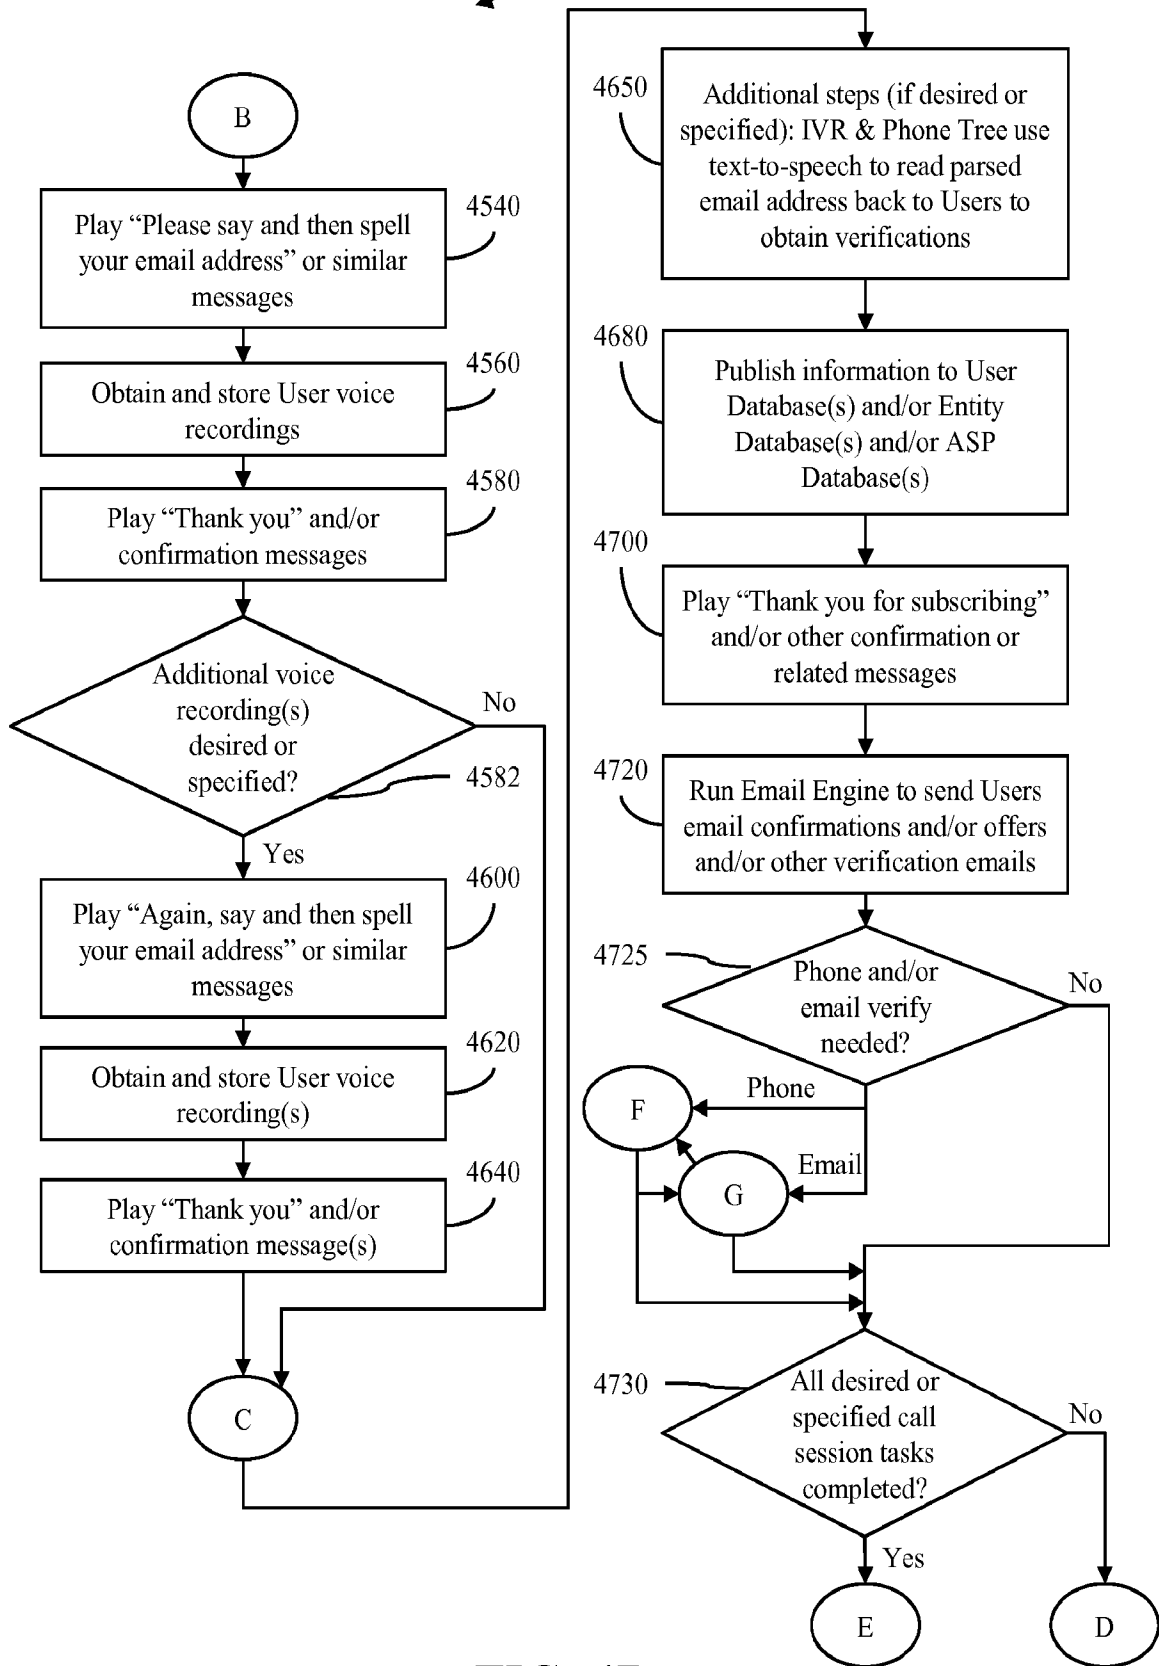 B
4540
Play “Please say and then spell
your email address” or similar
messages
4560
Obtain and store User voice
recordings
4580
Play “Thank you” and/or
confirmation messages
Additional voice
recording(s)
desired or
specified?
No
4582
Yes
4600
Play “Again, say and then spell
your email address” or similar
messages
4620
Obtain and store User voice
recording(s)
4640
Play “Thank you” and/or
confirmation message(s)
C
4650
Additional steps (if desired or
specified): IVR & Phone Tree use
text-to-speech to read parsed
email address back to Users to
obtain verifications
4680
Publish information to User
Database(s) and/or Entity
Database(s) and/or ASP
Database(s)
4700
Play “Thank you for subscribing”
and/or other confirmation or
related messages
4720
Run Email Engine to send Users
email confirmations and/or offers
and/or other verification emails
4725
Phone and/or
email verify
needed?
No
Phone
F
Email
G
4730
All desired or
specified call
session tasks
completed?
No
Yes
E
D